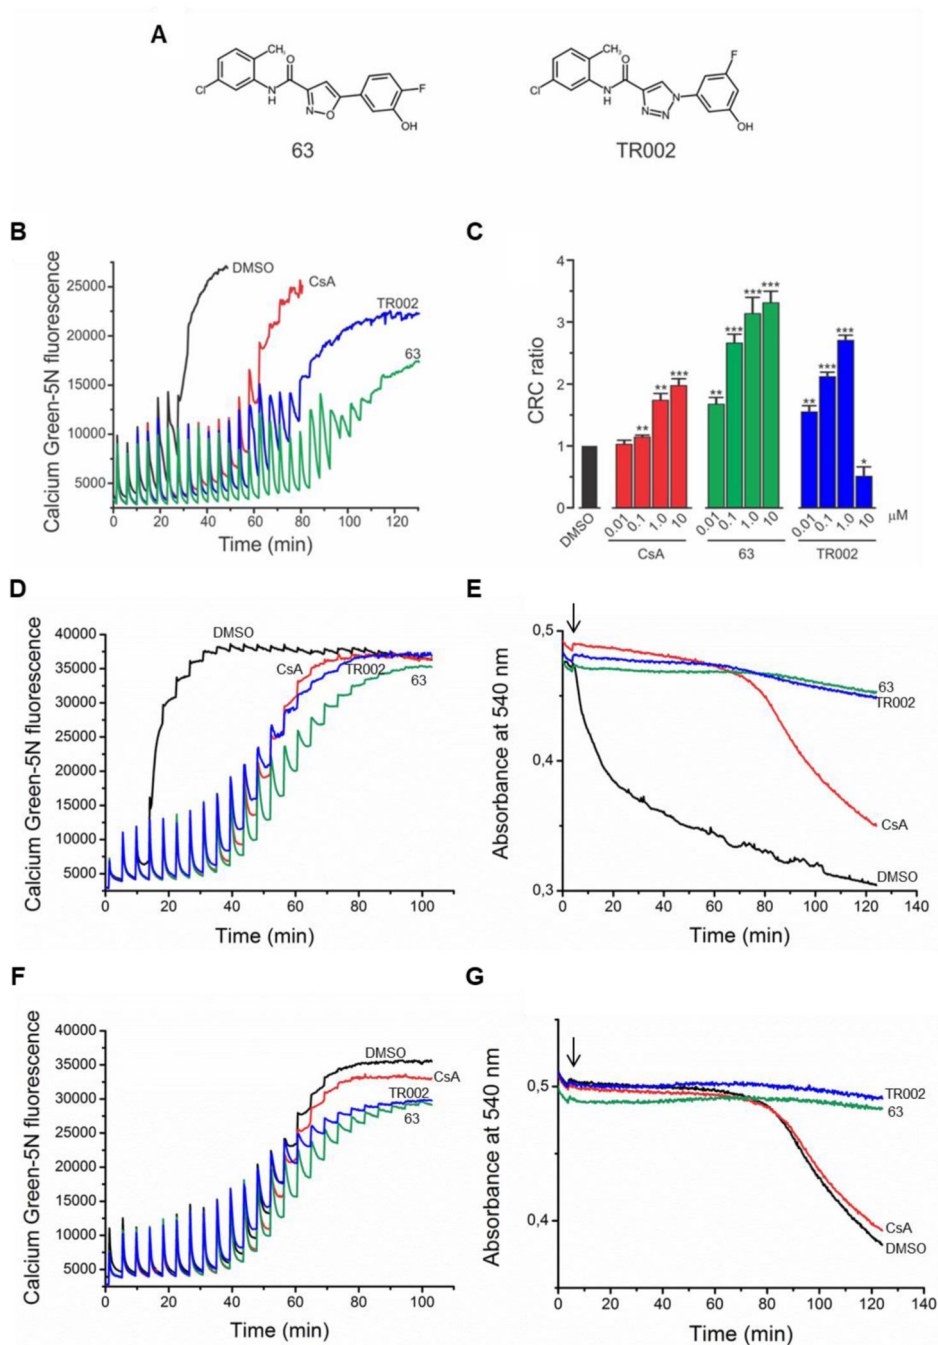 A
CH₃
O
Cl
N
H
N
O
F
OH
63
CH₃
O
Cl
N
H
N=N
N
F
OH
TR002
B
Calcium Green-5N fluorescence
25000
20000
15000
10000
5000
DMSO
CsA
TR002
63
0 20 40 60 80 100 120
Time (min)
C
CRC ratio
4
3
2
1
0
** ** *** ** *** *** *** ** *** *** *
DMSO 0.01 0.1 1.0 10 0.01 0.1 1.0 10 0.01 0.1 1.0 10 μM
CsA 63 TR002
D
Calcium Green-5N fluorescence
40000
35000
30000
25000
20000
15000
10000
5000
DMSO
CsA
TR002
63
0 20 40 60 80 100
Time (min)
E
Absorbance at 540 nm
0,5
0,4
0,3
63
TR002
CsA
DMSO
0 20 40 60 80 100 120 140
Time (min)
F
Calcium Green-5N fluorescence
40000
35000
30000
25000
20000
15000
10000
5000
DMSO
CsA
TR002
63
0 20 40 60 80 100
Time (min)
G
Absorbance at 540 nm
0,5
0,4
TR002
63
CsA
DMSO
0 20 40 60 80 100 120 140
Time (min)